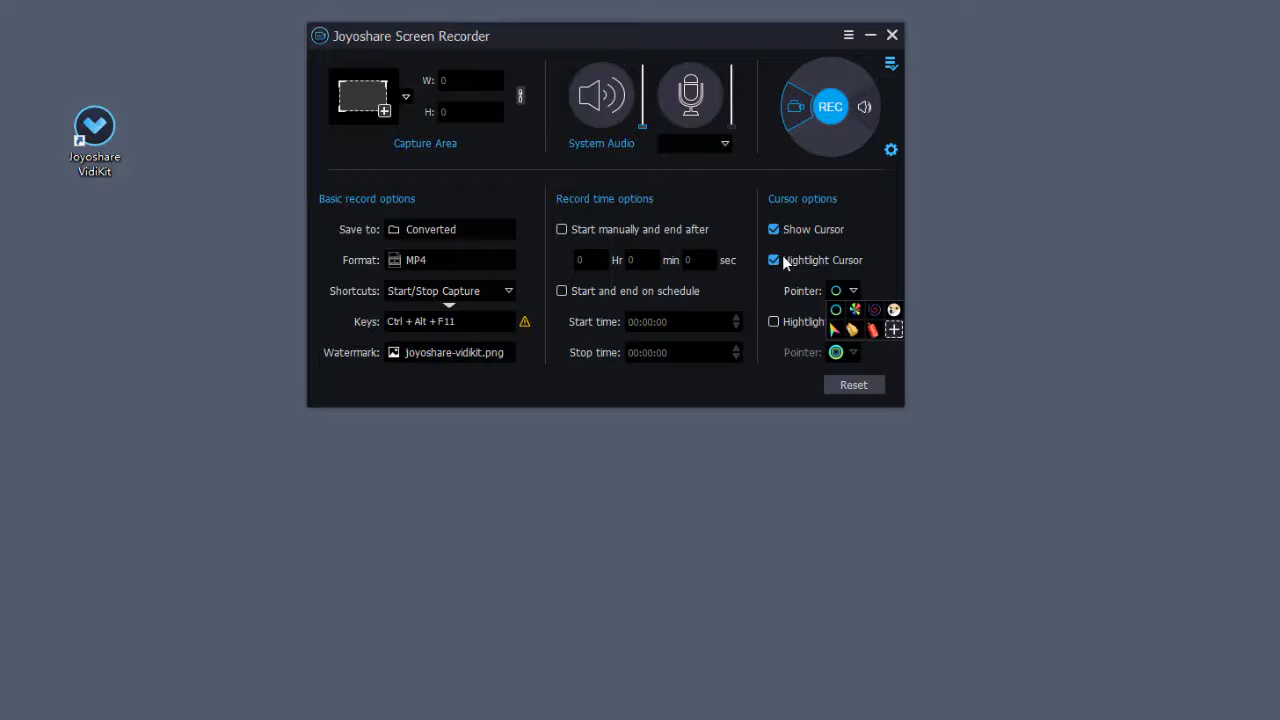 Joyoshare Screen Recorder
Joyoshare
VidiKit
W: 0
H: 0
Capture Area
System Audio
REC
Basic record options
Save to: Converted
Format: MP4
Shortcuts: Start/Stop Capture
Keys: Ctrl + Alt + F11
Watermark: joyoshare-vidikit.png
Record time options
Start manually and end after
0 Hr 0 min 0 sec
Start and end on schedule
Start time: 00:00:00
Stop time: 00:00:00
Cursor options
Show Cursor
Hightlight Cursor
Pointer:
Hightligh
Pointer:
Reset